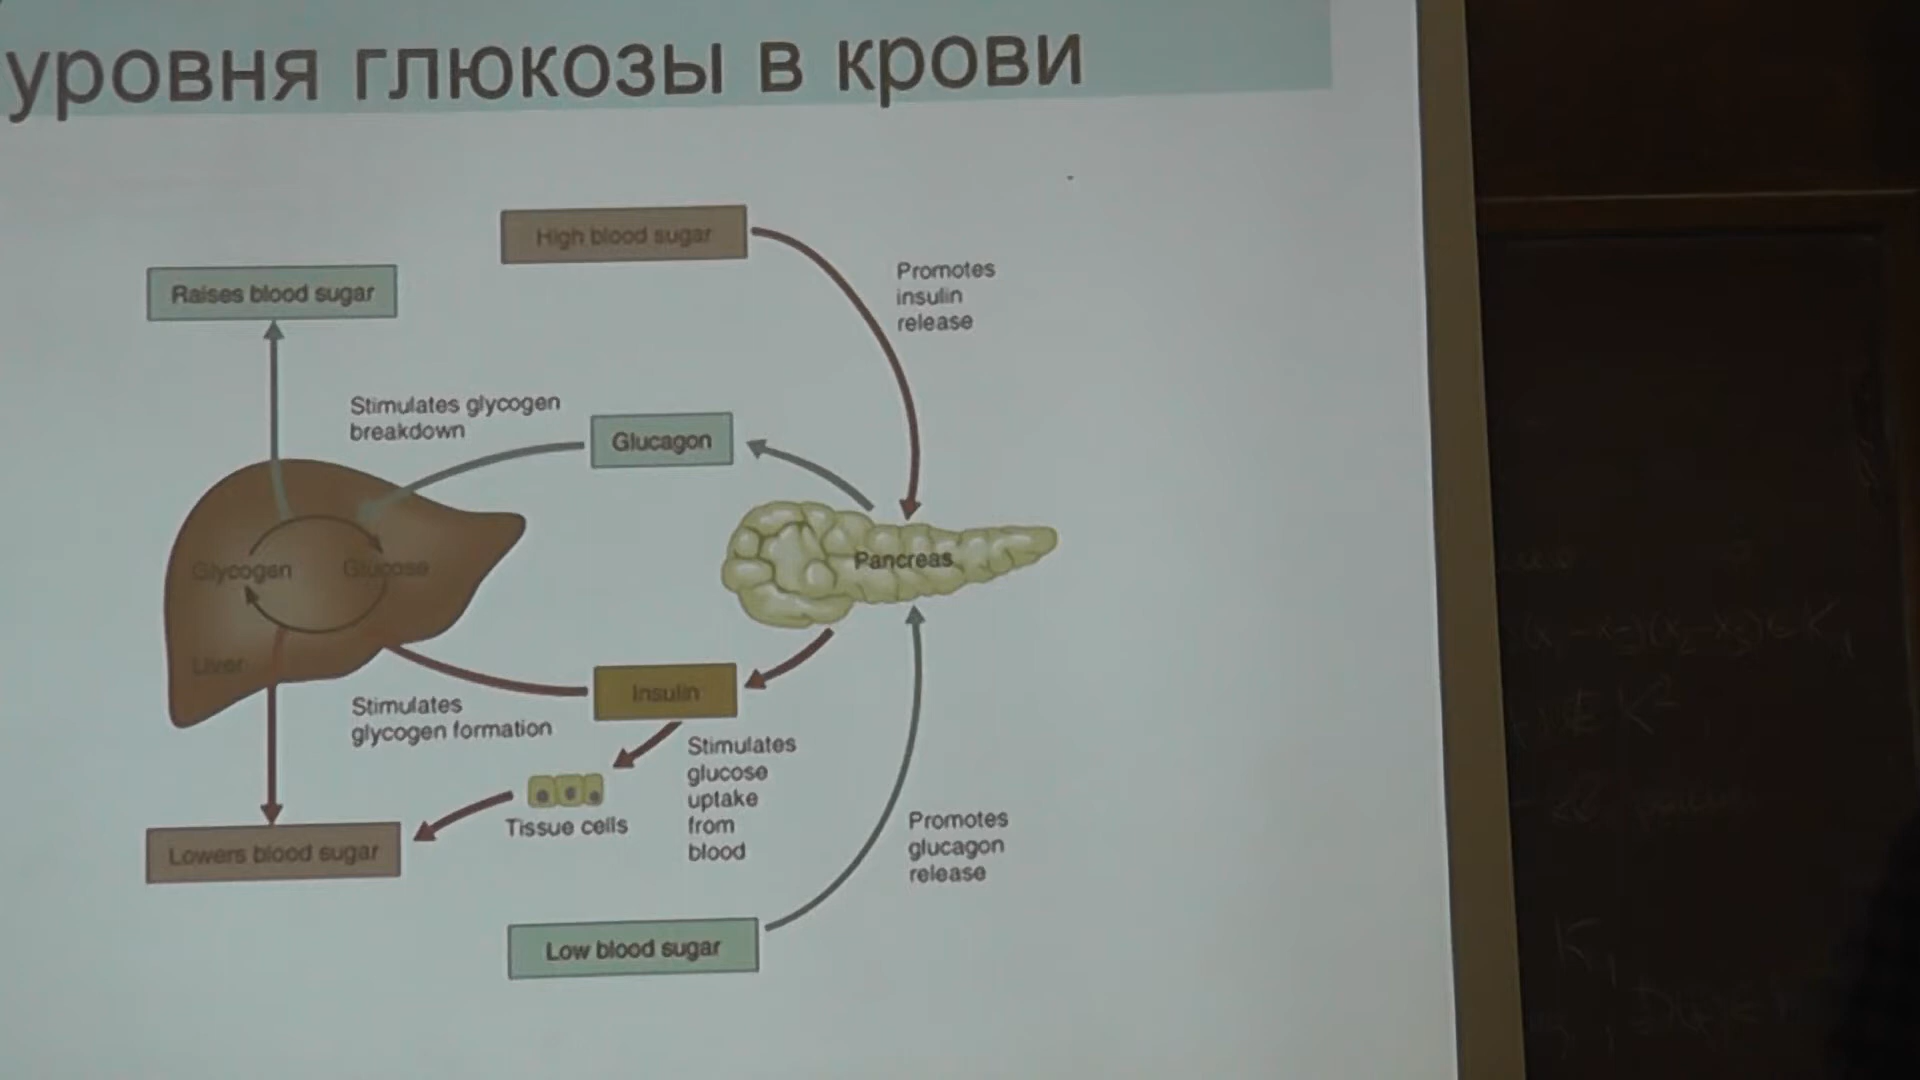 уровня глюкозы в крови
High blood sugar
Raises blood sugar
Promotes
insulin
release
Stimulates glycogen
breakdown
Glucagon
Glycogen
Glucose
Pancreas
Liver
Insulin
Stimulates
glycogen formation
Stimulates
glucose
uptake
from
blood
Tissue cells
Lowers blood sugar
Promotes
glucagon
release
Low blood sugar
K₁